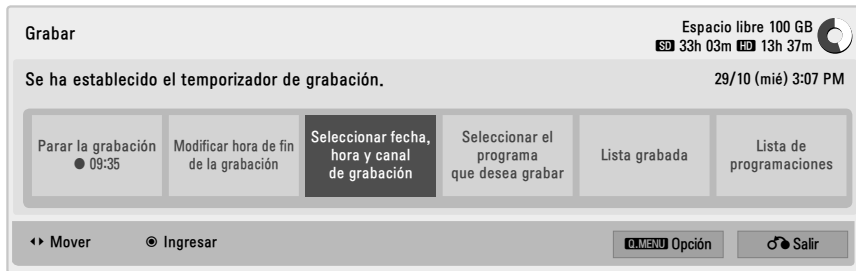 Grabar
Espacio libre 100 GB
SD 33h 03m HD 13h 37m
Se ha establecido el temporizador de grabación.
29/10 (mié) 3:07 PM
Parar la grabación
● 09:35
Modificar hora de fin
de la grabación
Seleccionar fecha,
hora y canal
de grabación
Seleccionar el
programa
que desea grabar
Lista grabada
Lista de
programaciones
Mover
Ingresar
Q.MENU Opción
Salir